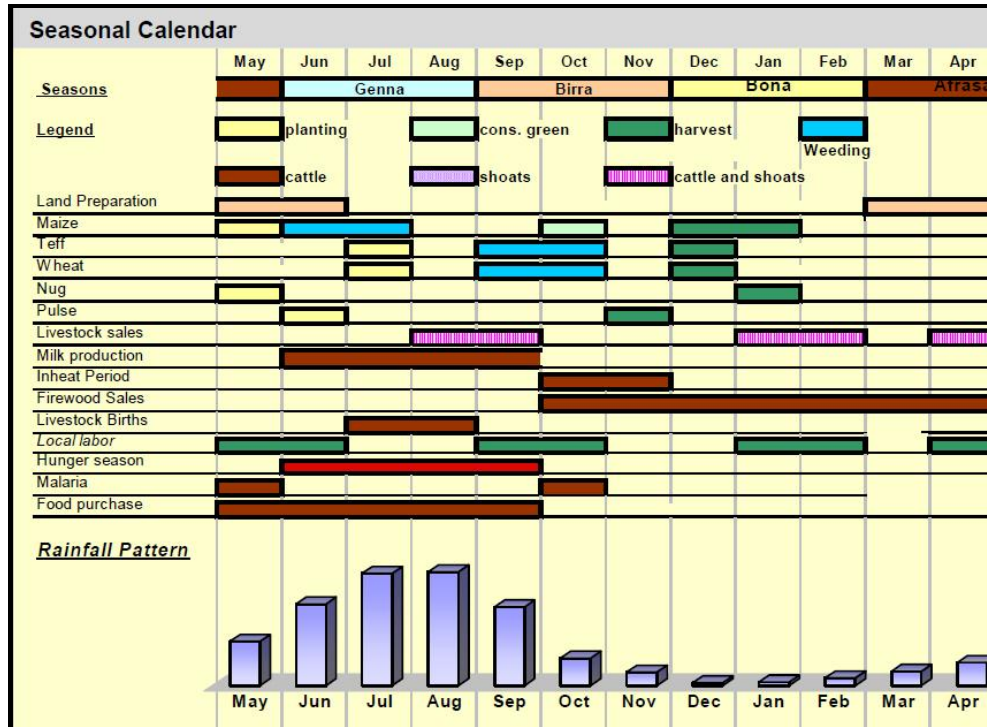 Seasonal Calendar
May Jun Jul Aug Sep Oct Nov Dec Jan Feb Mar Apr
Seasons Genna Birra Bona Afrasa
Legend planting cons. green harvest
Weeding
cattle shoats cattle and shoats
Land Preparation
Maize
Teff
Wheat
Nug
Pulse
Livestock sales
Milk production
Inheat Period
Firewood Sales
Livestock Births
Local labor
Hunger season
Malaria
Food purchase
Rainfall Pattern
May Jun Jul Aug Sep Oct Nov Dec Jan Feb Mar Apr